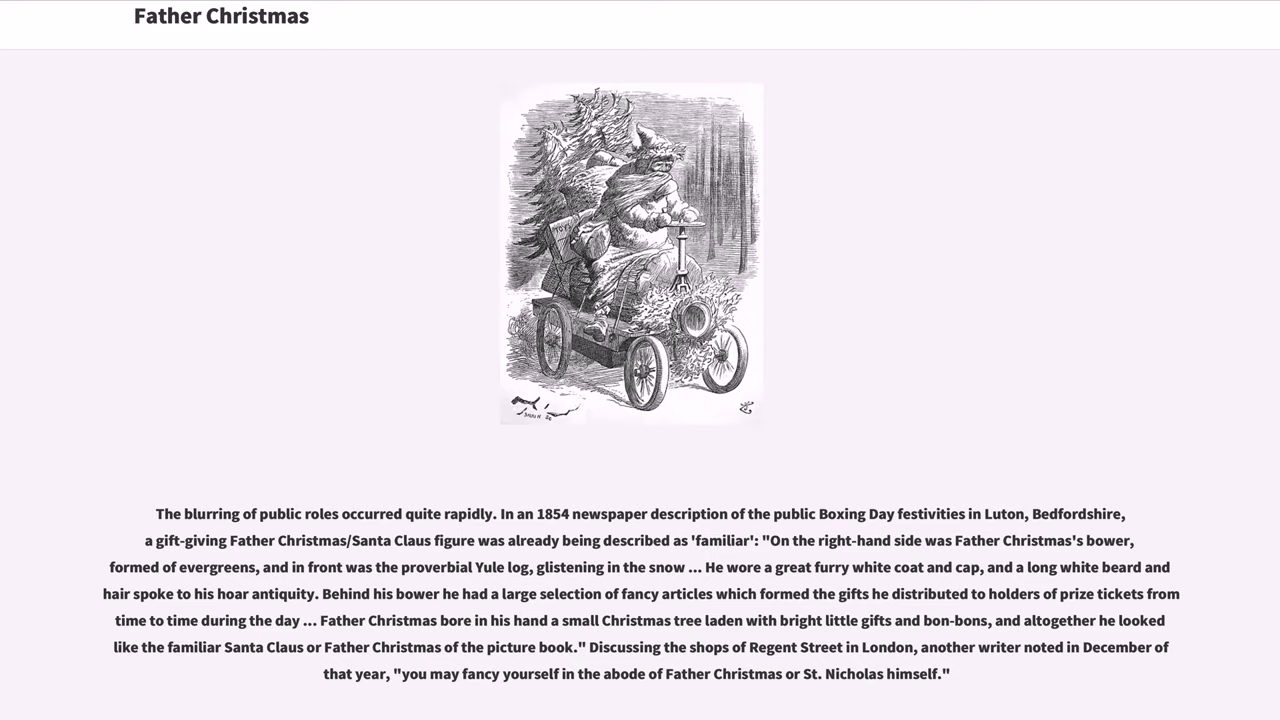 Father Christmas
The blurring of public roles occurred quite rapidly. In an 1854 newspaper description of the public Boxing Day festivities in Luton, Bedfordshire,
a gift-giving Father Christmas/Santa Claus figure was already being described as 'familiar': "On the right-hand side was Father Christmas's bower,
formed of evergreens, and in front was the proverbial Yule log, glistening in the snow ... He wore a great furry white coat and cap, and a long white beard and
hair spoke to his hoar antiquity. Behind his bower he had a large selection of fancy articles which formed the gifts he distributed to holders of prize tickets from
time to time during the day ... Father Christmas bore in his hand a small Christmas tree laden with bright little gifts and bon-bons, and altogether he looked
like the familiar Santa Claus or Father Christmas of the picture book." Discussing the shops of Regent Street in London, another writer noted in December of
that year, "you may fancy yourself in the abode of Father Christmas or St. Nicholas himself."